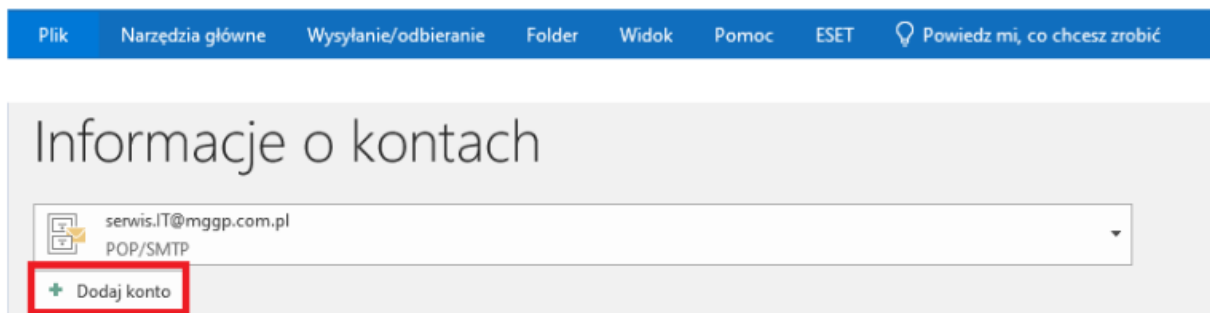 Plik Narzędzia główne Wysyłanie/odbieranie Folder Widok Pomoc ESET Powiedz mi, co chcesz zrobić
Informacje o kontach
serwis.IT@mggp.com.pl
POP/SMTP
+ Dodaj konto